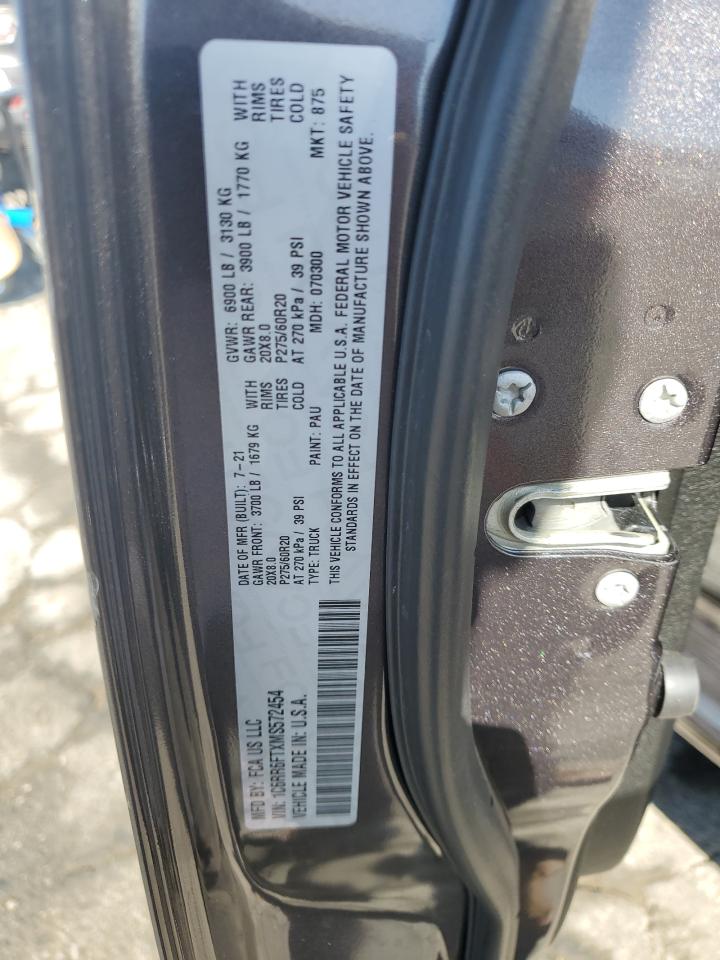 MFD BY: FCA US LLC
VIN: 1C6RR6FTXMS572454
VEHICLE MADE IN: U.S.A.
DATE OF MFR (BUILT): 7-21
GAWR FRONT: 3700 LB / 1679 KG WITH
20X8.0 RIMS
P275/60R20 TIRES
AT 270 kPa / 39 PSI COLD
TYPE: TRUCK PAINT: PAU
GVWR: 6900 LB / 3130 KG
GAWR REAR: 3900 LB / 1770 KG WITH
20X8.0 RIMS
P275/60R20 TIRES
AT 270 kPa / 39 PSI COLD
MDH: 070300 MKT: 875
THIS VEHICLE CONFORMS TO ALL APPLICABLE U.S.A. FEDERAL MOTOR VEHICLE SAFETY
STANDARDS IN EFFECT ON THE DATE OF MANUFACTURE SHOWN ABOVE.